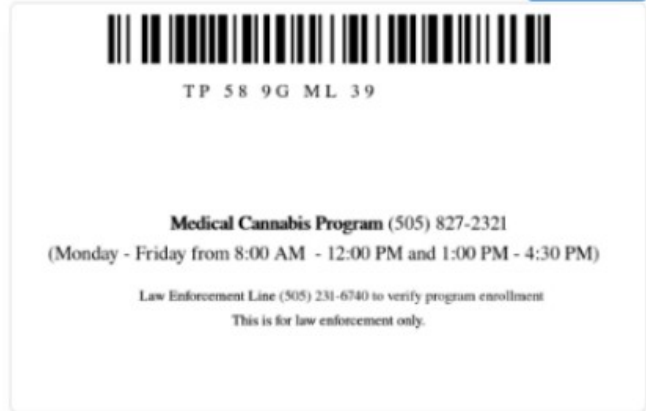 TP 58 9G ML 39
Medical Cannabis Program (505) 827-2321
(Monday - Friday from 8:00 AM - 12:00 PM and 1:00 PM - 4:30 PM)
Law Enforcement Line (505) 231-6740 to verify program enrollment
This is for law enforcement only.